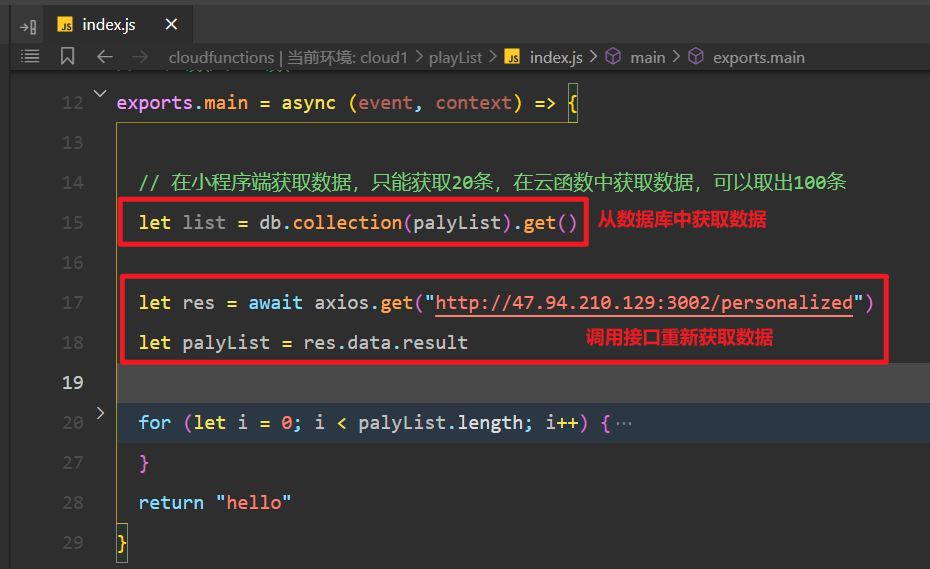 JS index.js ×
cloudfunctions | 当前环境: cloud1 > playList > JS index.js > main > exports.main
12 exports.main = async (event, context) => {
13
14 // 在小程序端获取数据，只能获取20条，在云函数中获取数据，可以取出100条
15 let list = db.collection(palyList).get() 从数据库中获取数据
16
17 let res = await axios.get("http://47.94.210.129:3002/personalized")
18 let palyList = res.data.result 调用接口重新获取数据
19
20 for (let i = 0; i < palyList.length; i++) {…
27 }
28 return "hello"
29 }